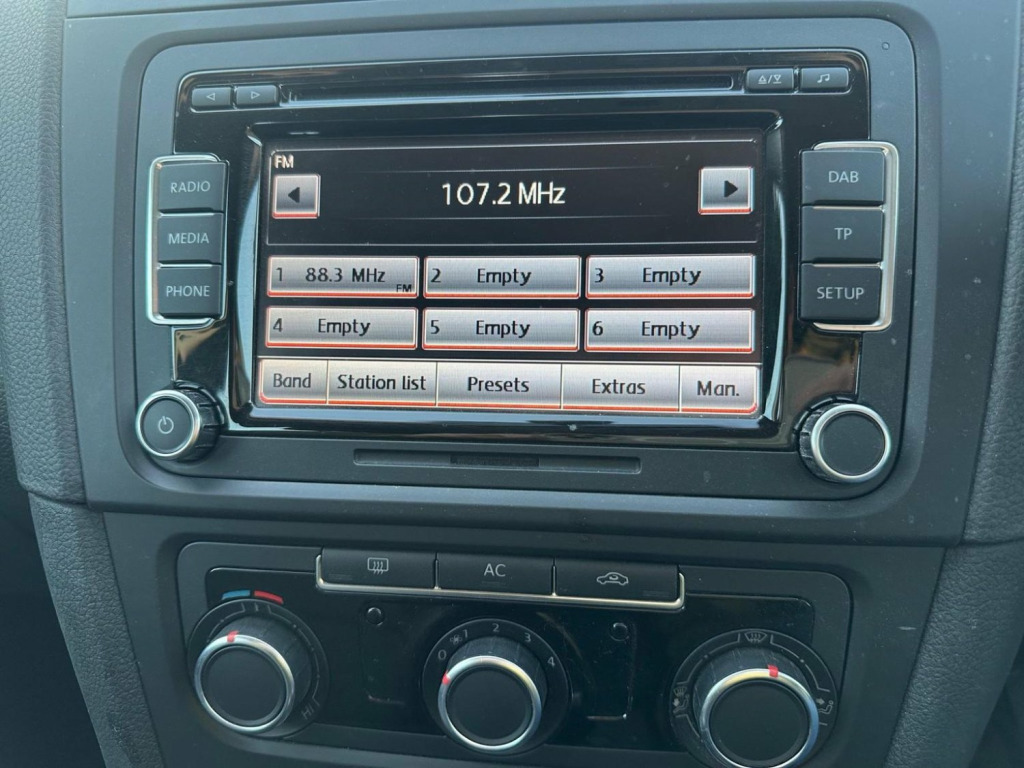 FM
107.2 MHz
RADIO
MEDIA
PHONE
DAB
TP
SETUP
1 88.3 MHz FM
2 Empty
3 Empty
4 Empty
5 Empty
6 Empty
Band
Station list
Presets
Extras
Man.
AC
0 1 2 3 4
HI